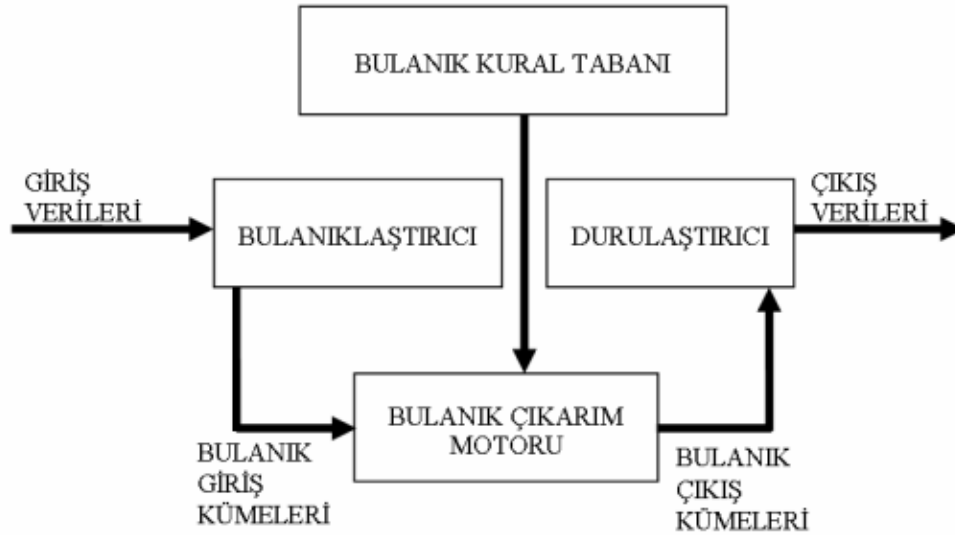 BULANIK KURAL TABANI
GİRİŞ
VERİLERİ
BULANIKLAŞTIRICI
DURULAŞTIRICI
ÇIKIŞ
VERİLERİ
BULANIK ÇIKARIM
MOTORU
BULANIK
GİRİŞ
KÜMELERİ
BULANIK
ÇIKIŞ
KÜMELERİ